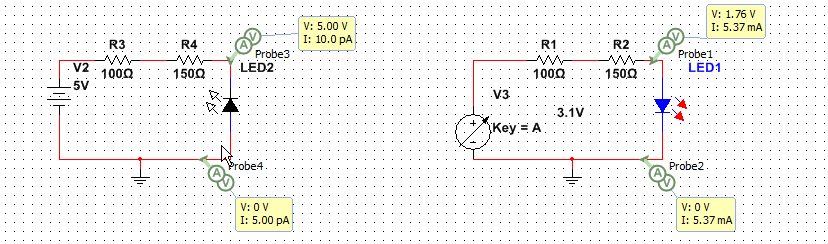 V: 5.00 V
I: 10.0 pA
R3
R4
Probe3
V2
100Ω
150Ω
LED2
5V
Probe4
V: 0 V
I: 5.00 pA
V: 1.76 V
I: 5.37 mA
R1
R2
Probe1
100Ω
150Ω
LED1
V3
3.1V
Key = A
Probe2
V: 0 V
I: 5.37 mA
A
V
A
V
A
V
A
V